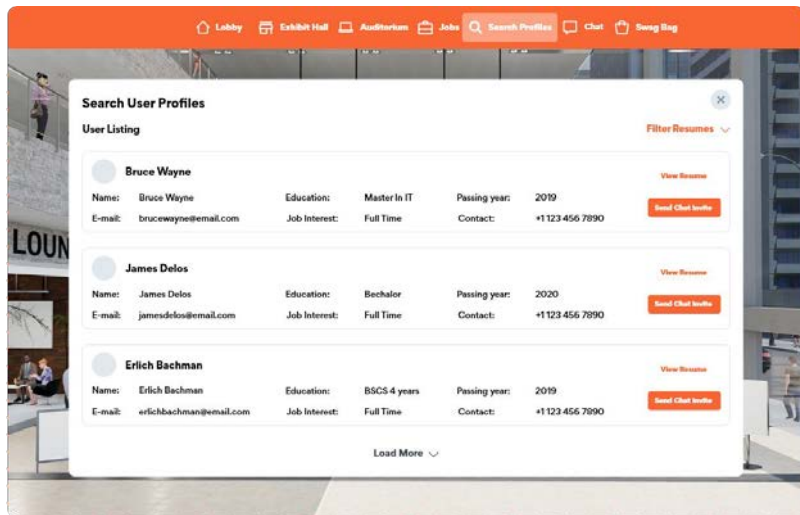 Lobby Exhibit Hall Auditorium Jobs Search Profiles Chat Swag Bag
Search User Profiles
User Listing Filter Resumes
Bruce Wayne
View Resume
Name: Bruce Wayne Education: Master In IT Passing year: 2019
Send Chat Invite
E-mail: brucewayne@email.com Job Interest: Full Time Contact: +1 123 456 7890
LOUN
James Delos
View Resume
Name: James Delos Education: Bechalor Passing year: 2020
Send Chat Invite
E-mail: jamesdelos@email.com Job Interest: Full Time Contact: +1 123 456 7890
Erlich Bachman
View Resume
Name: Erlich Bachman Education: BSCS 4 years Passing year: 2019
Send Chat Invite
E-mail: erlichbachman@email.com Job Interest: Full Time Contact: +1 123 456 7890
Load More